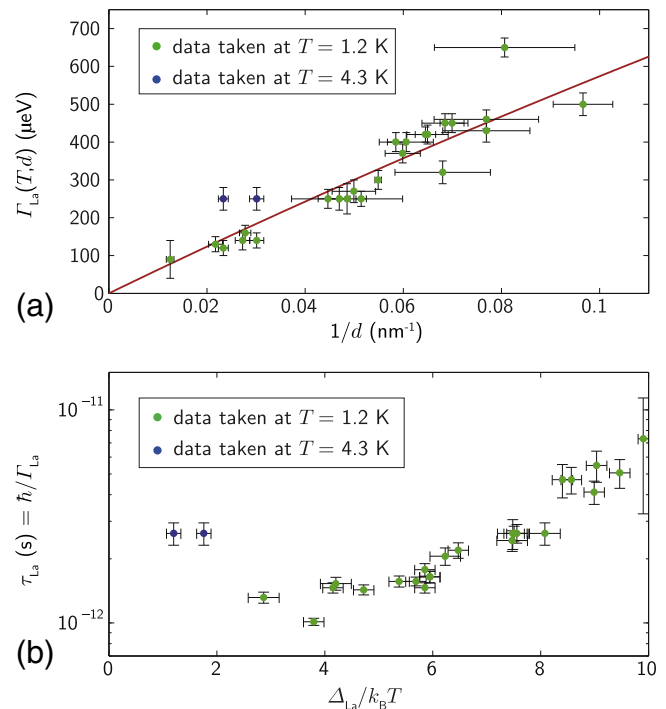 700
600
500
400
300
200
100
0
Γ_La(T,d) (μeV)
data taken at T = 1.2 K
data taken at T = 4.3 K
0 0.02 0.04 0.06 0.08 0.1
1/d (nm⁻¹)
(a)
10⁻¹¹
10⁻¹²
τ_La (s) = ħ/Γ_La
data taken at T = 1.2 K
data taken at T = 4.3 K
0 2 4 6 8 10
Δ_La/k_BT
(b)